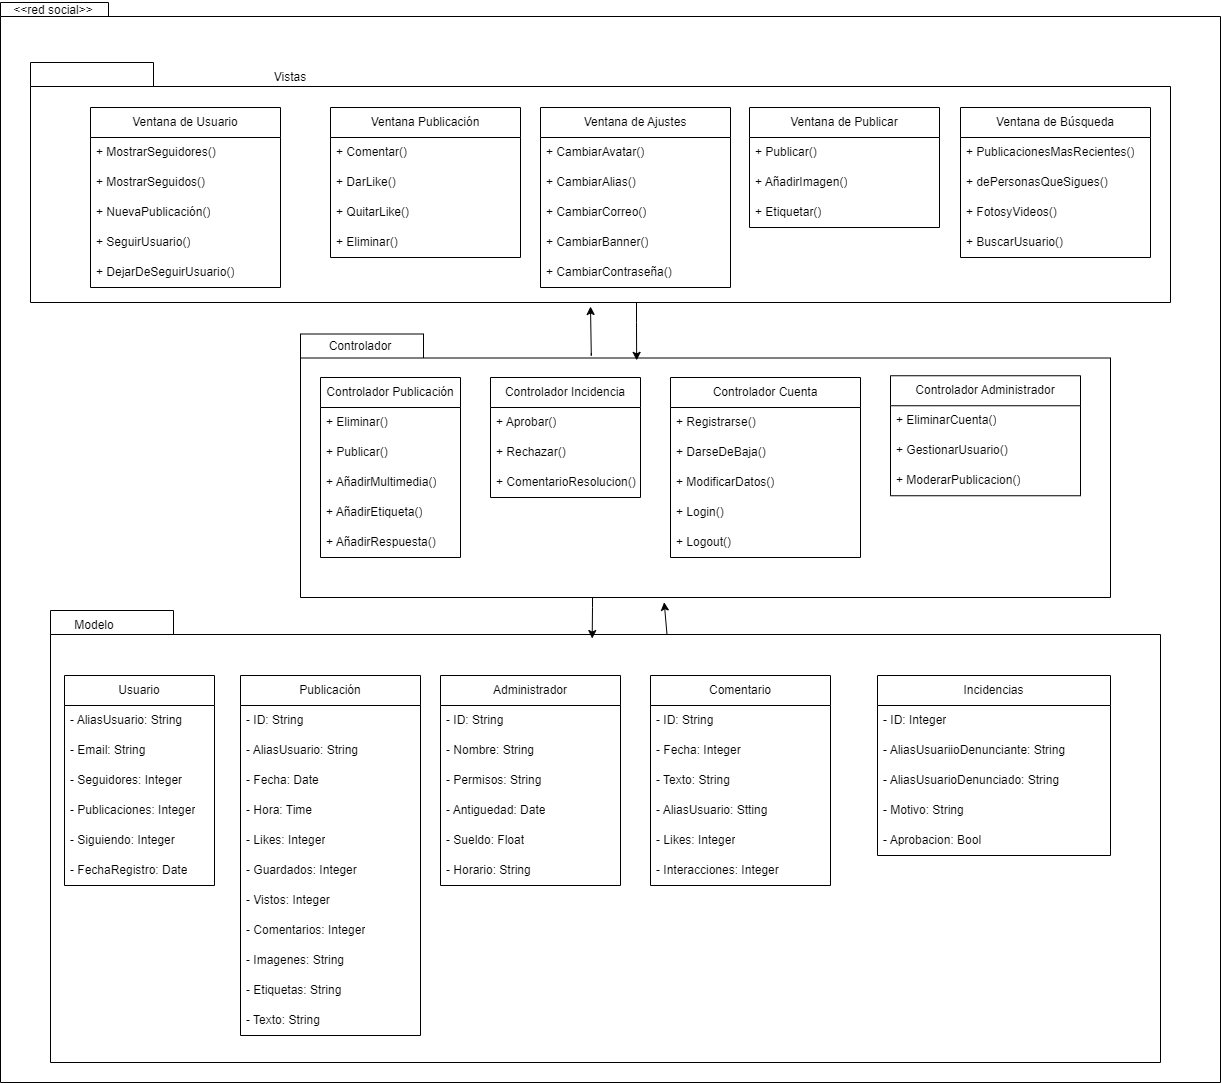 <<red social>>
Vistas
Ventana de Usuario
+ MostrarSeguidores()
+ MostrarSeguidos()
+ NuevaPublicación()
+ SeguirUsuario()
+ DejarDeSeguirUsuario()
Ventana Publicación
+ Comentar()
+ DarLike()
+ QuitarLike()
+ Eliminar()
Ventana de Ajustes
+ CambiarAvatar()
+ CambiarAlias()
+ CambiarCorreo()
+ CambiarBanner()
+ CambiarContraseña()
Ventana de Publicar
+ Publicar()
+ AñadirImagen()
+ Etiquetar()
Ventana de Búsqueda
+ PublicacionesMasRecientes()
+ dePersonasQueSigues()
+ FotosyVideos()
+ BuscarUsuario()
Controlador
Controlador Publicación
+ Eliminar()
+ Publicar()
+ AñadirMultimedia()
+ AñadirEtiqueta()
+ AñadirRespuesta()
Controlador Incidencia
+ Aprobar()
+ Rechazar()
+ ComentarioResolucion()
Controlador Cuenta
+ Registrarse()
+ DarseDeBaja()
+ ModificarDatos()
+ Login()
+ Logout()
Controlador Administrador
+ EliminarCuenta()
+ GestionarUsuario()
+ ModerarPublicacion()
Modelo
Usuario
- AliasUsuario: String
- Email: String
- Seguidores: Integer
- Publicaciones: Integer
- Siguiendo: Integer
- FechaRegistro: Date
Publicación
- ID: String
- AliasUsuario: String
- Fecha: Date
- Hora: Time
- Likes: Integer
- Guardados: Integer
- Vistos: Integer
- Comentarios: Integer
- Imagenes: String
- Etiquetas: String
- Texto: String
Administrador
- ID: String
- Nombre: String
- Permisos: String
- Antiguedad: Date
- Sueldo: Float
- Horario: String
Comentario
- ID: String
- Fecha: Integer
- Texto: String
- AliasUsuario: Stting
- Likes: Integer
- Interacciones: Integer
Incidencias
- ID: Integer
- AliasUsuariioDenunciante: String
- AliasUsuarioDenunciado: String
- Motivo: String
- Aprobacion: Bool